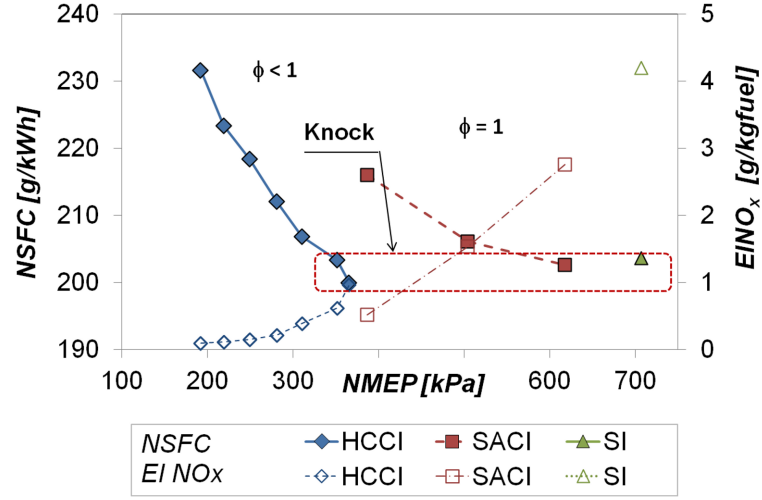 240
5
ϕ < 1
230
4
Knock
ϕ = 1
220
3
NSFC [g/kWh]
EINOx [g/kgfuel]
210
2
200
1
190
0
100
200
300
NMEP [kPa]
600
700
NSFC
HCCI
SACI
SI
EI NOx
HCCI
SACI
SI